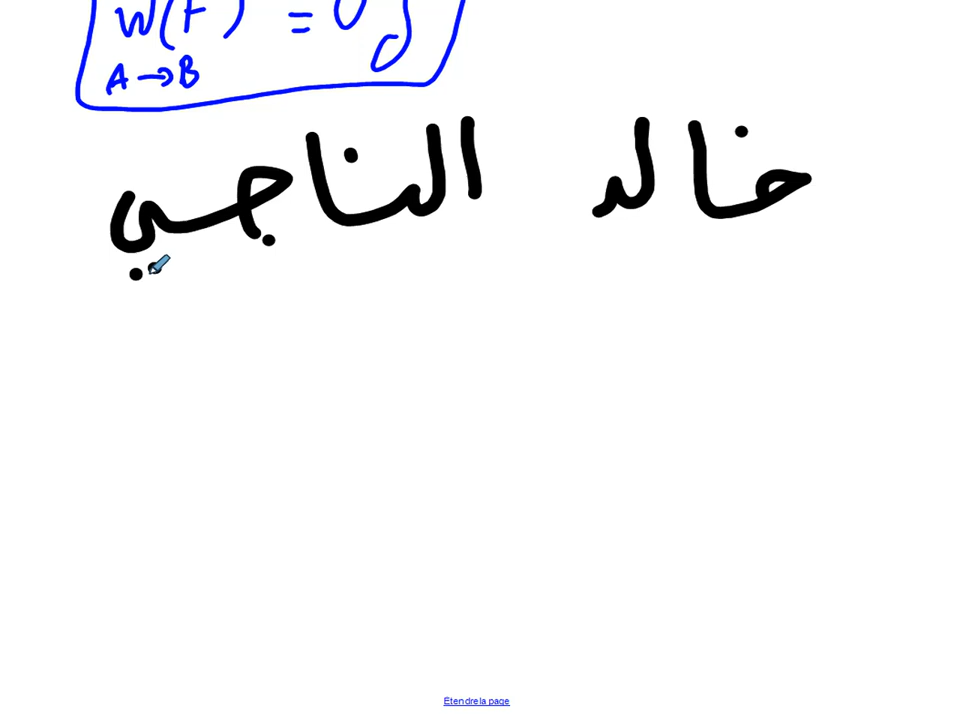 W(F) = 0 J
A → B
خالد الناجي
Etendre la page